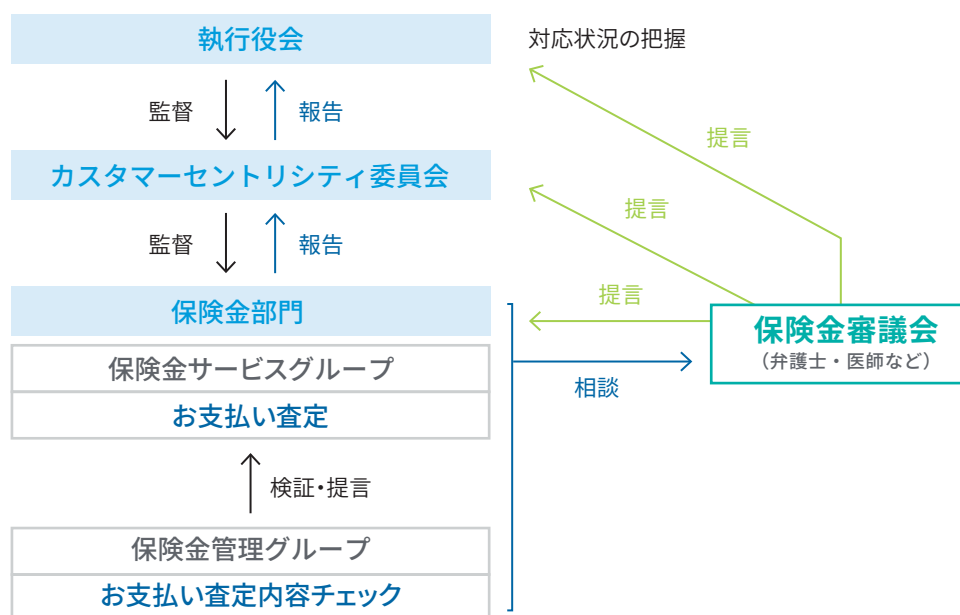 執行役会
対応状況の把握
監督
報告
提言
カスタマーセントリシティ委員会
提言
監督
報告
提言
保険金部門
保険金審議会
（弁護士・医師など）
保険金サービスグループ
相談
お支払い査定
検証・提言
保険金管理グループ
お支払い査定内容チェック